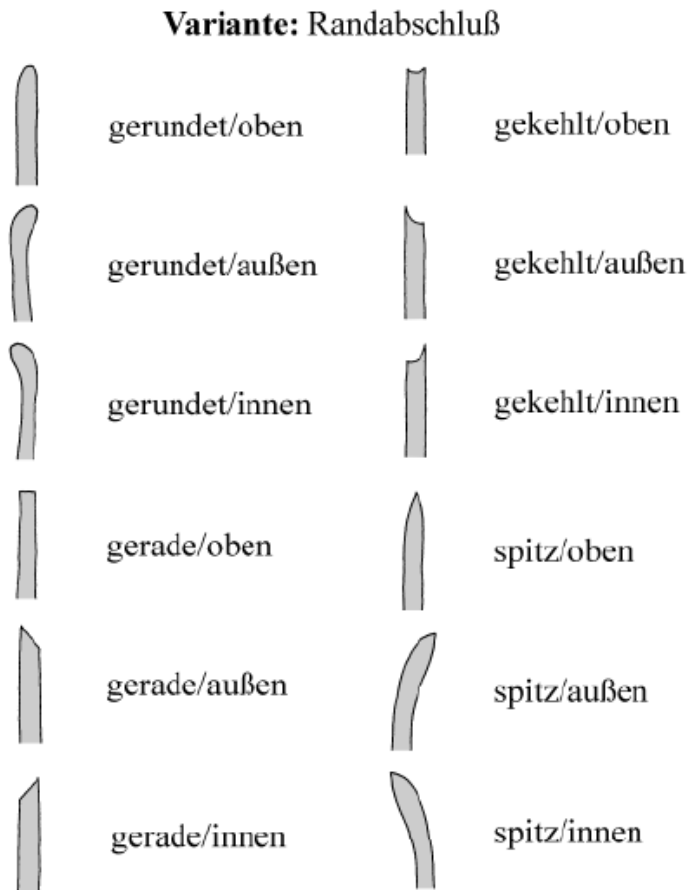 Variante: Randabschluß
gerundet/oben
gerundet/außen
gerundet/innen
gerade/oben
gerade/außen
gerade/innen
gekehlt/oben
gekehlt/außen
gekehlt/innen
spitz/oben
spitz/außen
spitz/innen